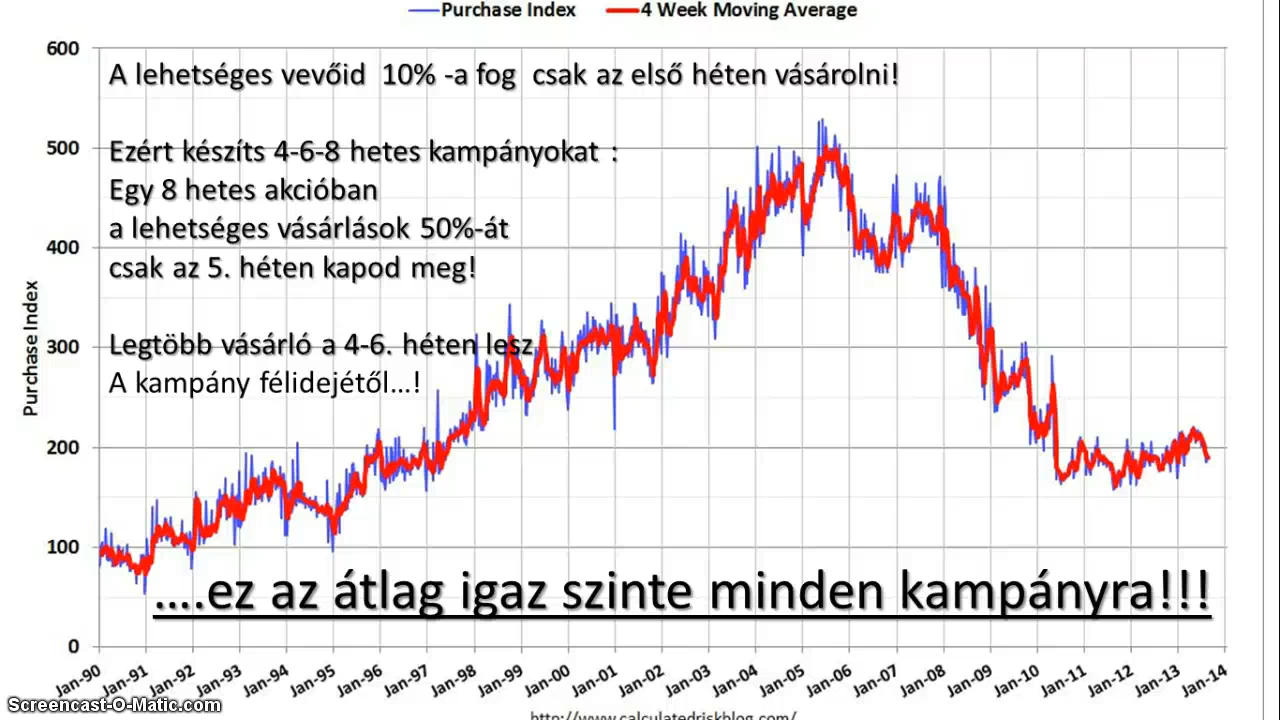 Purchase Index 4 Week Moving Average
600
A lehetséges vevőid 10% -a fog csak az első héten vásárolni!
500
Ezért készíts 4-6-8 hetes kampányokat :
Egy 8 hetes akcióban
a lehetséges vásárlások 50%-át
400
csak az 5. héten kapod meg!
Purchase Index
300
Legtöbb vásárló a 4-6. héten lesz
A kampány félidejétől...!
200
100
....ez az átlag igaz szinte minden kampányra!!!
0
Jan-90 Jan-91 Jan-92 Jan-93 Jan-94 Jan-95 Jan-96 Jan-97 Jan-98 Jan-99 Jan-00 Jan-01 Jan-02 Jan-03 Jan-04 Jan-05 Jan-06 Jan-07 Jan-08 Jan-09 Jan-10 Jan-11 Jan-12 Jan-13 Jan-14
Screencast-O-Matic.com
http://www.calculatedriskblog.com/